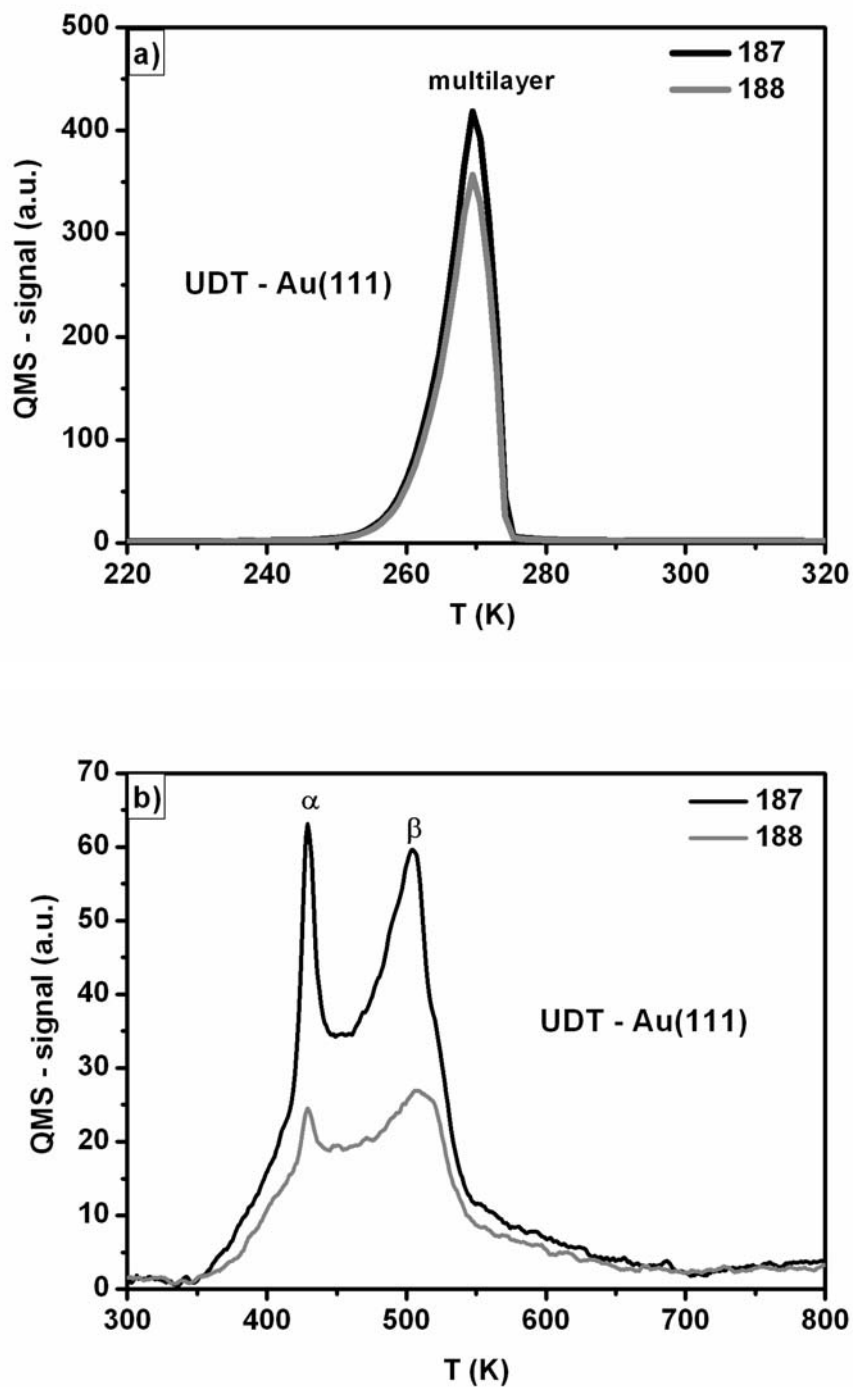 a)
187
188
multilayer
UDT - Au(111)
QMS - signal (a.u.)
500
400
300
200
100
0
220 240 260 280 300 320
T (K)
b)
187
188
α
β
UDT - Au(111)
QMS - signal (a.u.)
70
60
50
40
30
20
10
0
300 400 500 600 700 800
T (K)